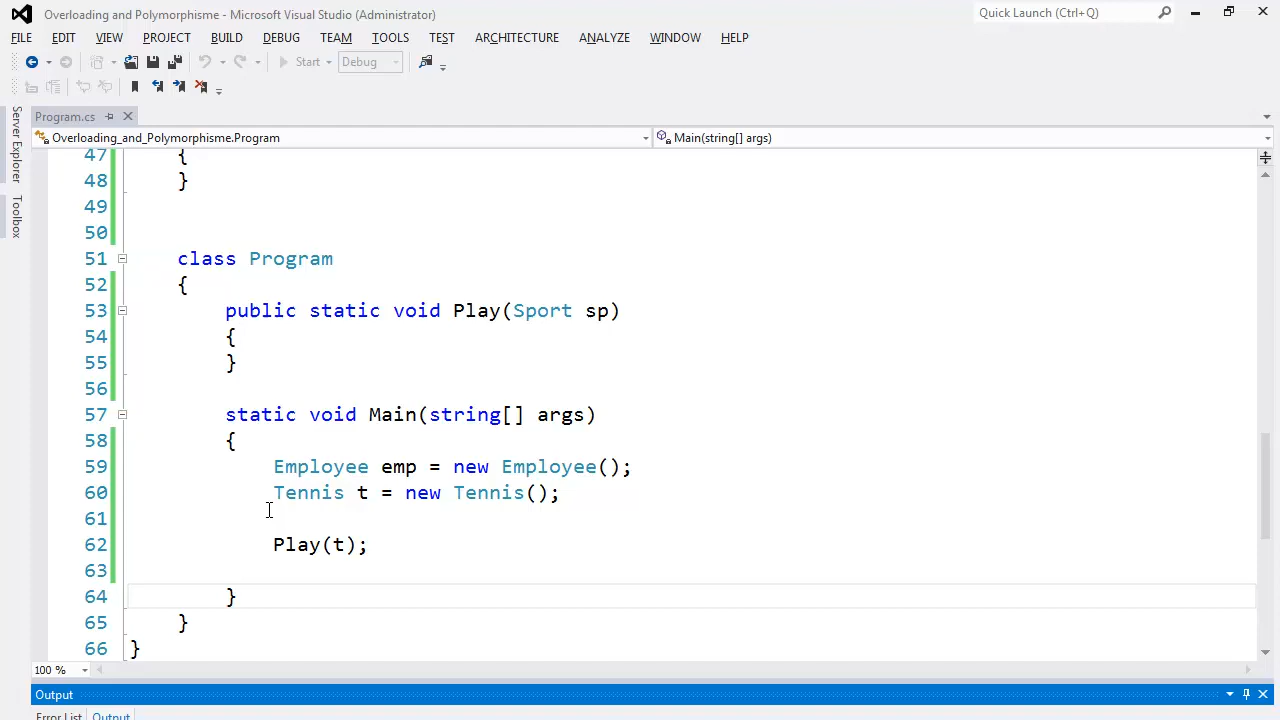 Overloading and Polymorphisme - Microsoft Visual Studio (Administrator)
Quick Launch (Ctrl+Q)
FILE EDIT VIEW PROJECT BUILD DEBUG TEAM TOOLS TEST ARCHITECTURE ANALYZE WINDOW HELP
Start Debug
Server Explorer
Toolbox
Program.cs
Overloading_and_Polymorphisme.Program Main(string[] args)
47 {
48 }
49
50
51 class Program
52 {
53 public static void Play(Sport sp)
54 {
55 }
56
57 static void Main(string[] args)
58 {
59 Employee emp = new Employee();
60 Tennis t = new Tennis();
61
62 Play(t);
63
64 }
65 }
66 }
100 %
Output
Error List Output